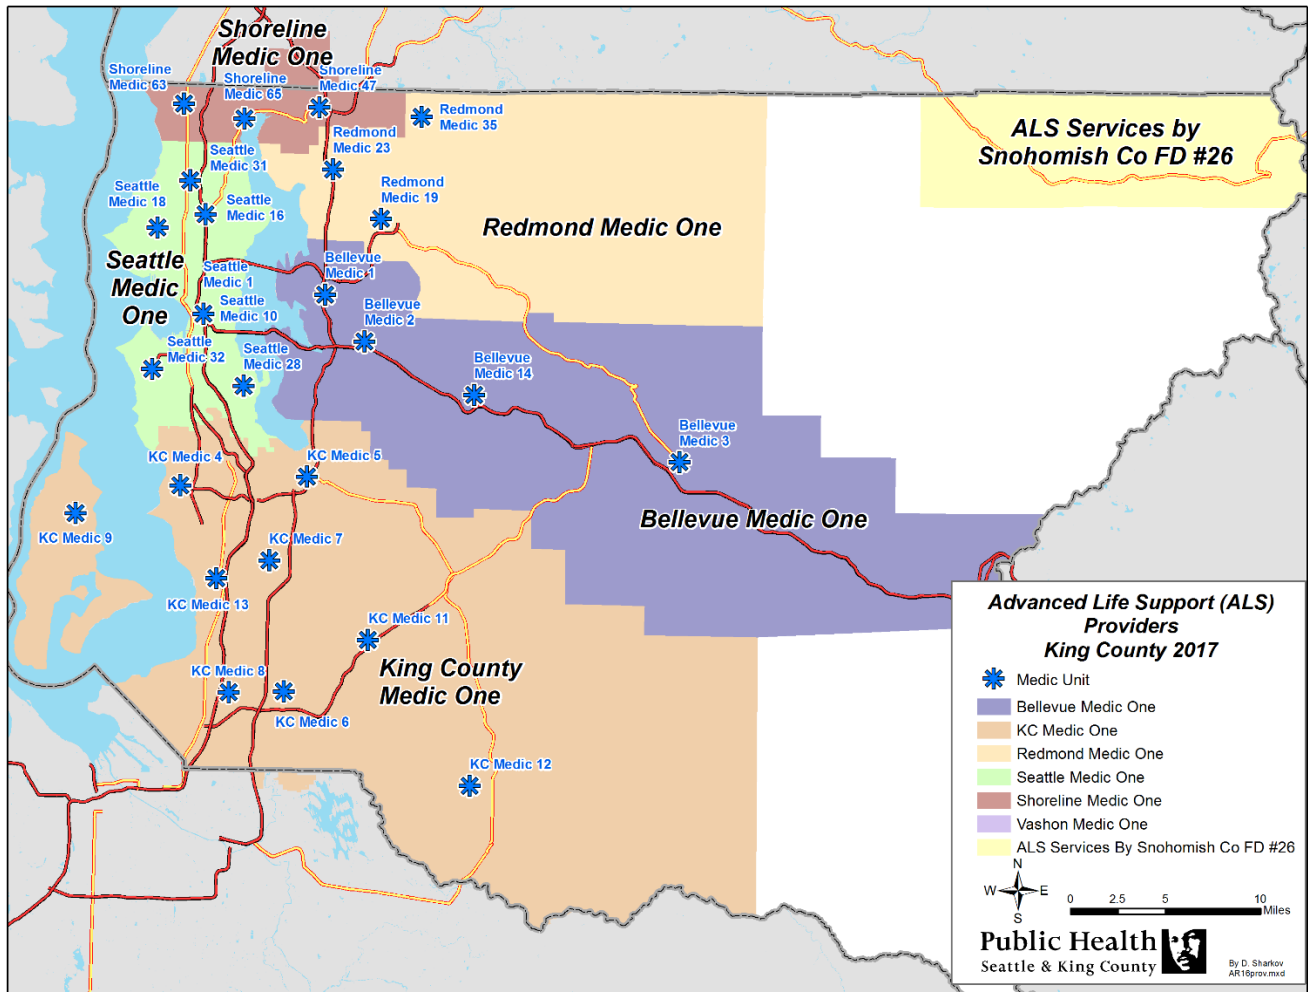 Shoreline
Medic One
Shoreline
Medic 63
Shoreline
Medic 65
Shoreline
Medic 47
Redmond
Medic 35
Redmond
Medic 23
ALS Services by
Snohomish Co FD #26
Seattle
Medic 31
Seattle
Medic 18
Seattle
Medic 16
Redmond
Medic 19
Redmond Medic One
Seattle
Medic
One
Seattle
Medic 1
Seattle
Medic 10
Bellevue
Medic 1
Bellevue
Medic 2
Seattle
Medic 32
Seattle
Medic 28
Bellevue
Medic 14
Bellevue
Medic 3
KC Medic 4
KC Medic 5
Bellevue Medic One
KC Medic 9
KC Medic 7
KC Medic 13
KC Medic 11
KC Medic 8
King County
Medic One
KC Medic 6
KC Medic 12
Advanced Life Support (ALS)
Providers
King County 2017
Medic Unit
Bellevue Medic One
KC Medic One
Redmond Medic One
Seattle Medic One
Shoreline Medic One
Vashon Medic One
ALS Services By Snohomish Co FD #26
N
W E
S
0 2.5 5 10
Miles
Public Health
Seattle & King County
By D. Sharkov
AR16prov.mxd